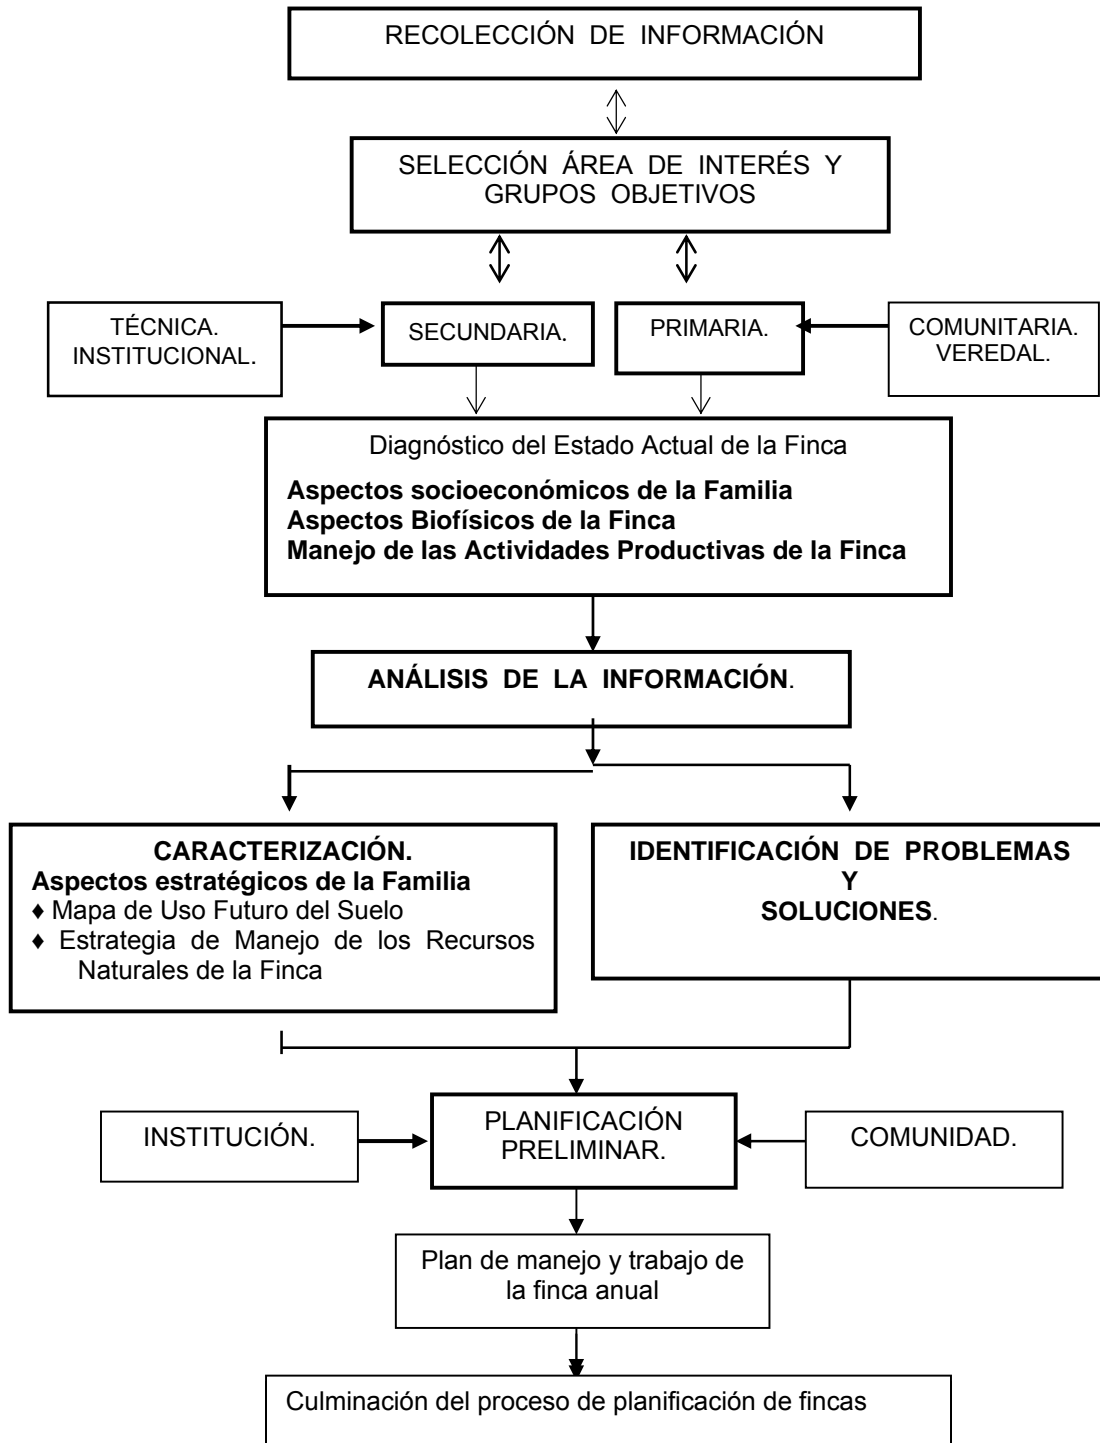 RECOLECCIÓN DE INFORMACIÓN
SELECCIÓN ÁREA DE INTERÉS Y
GRUPOS OBJETIVOS
TÉCNICA.
INSTITUCIONAL.
SECUNDARIA.
PRIMARIA.
COMUNITARIA.
VEREDAL.
Diagnóstico del Estado Actual de la Finca
Aspectos socioeconómicos de la Familia
Aspectos Biofísicos de la Finca
Manejo de las Actividades Productivas de la Finca
ANÁLISIS DE LA INFORMACIÓN.
CARACTERIZACIÓN.
Aspectos estratégicos de la Familia
♦ Mapa de Uso Futuro del Suelo
♦ Estrategia de Manejo de los Recursos
Naturales de la Finca
IDENTIFICACIÓN DE PROBLEMAS
Y
SOLUCIONES.
INSTITUCIÓN.
PLANIFICACIÓN
PRELIMINAR.
COMUNIDAD.
Plan de manejo y trabajo de
la finca anual
Culminación del proceso de planificación de fincas